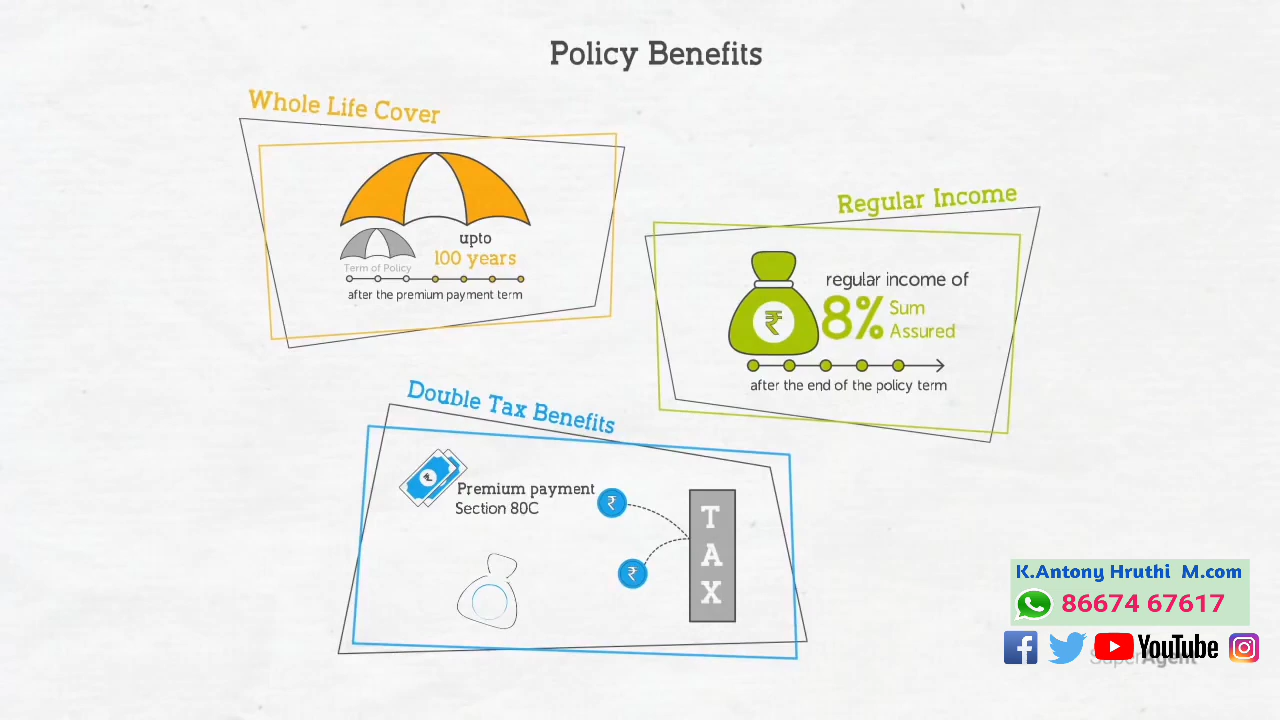 Policy Benefits
Whole Life Cover
upto
100 years
Term of Policy
after the premium payment term
Regular Income
regular income of
8% Sum
Assured
after the end of the policy term
Double Tax Benefits
Premium payment
Section 80C
TAX
K.Antony Hruthi M.com
86674 67617
YouTube
SuperAgent